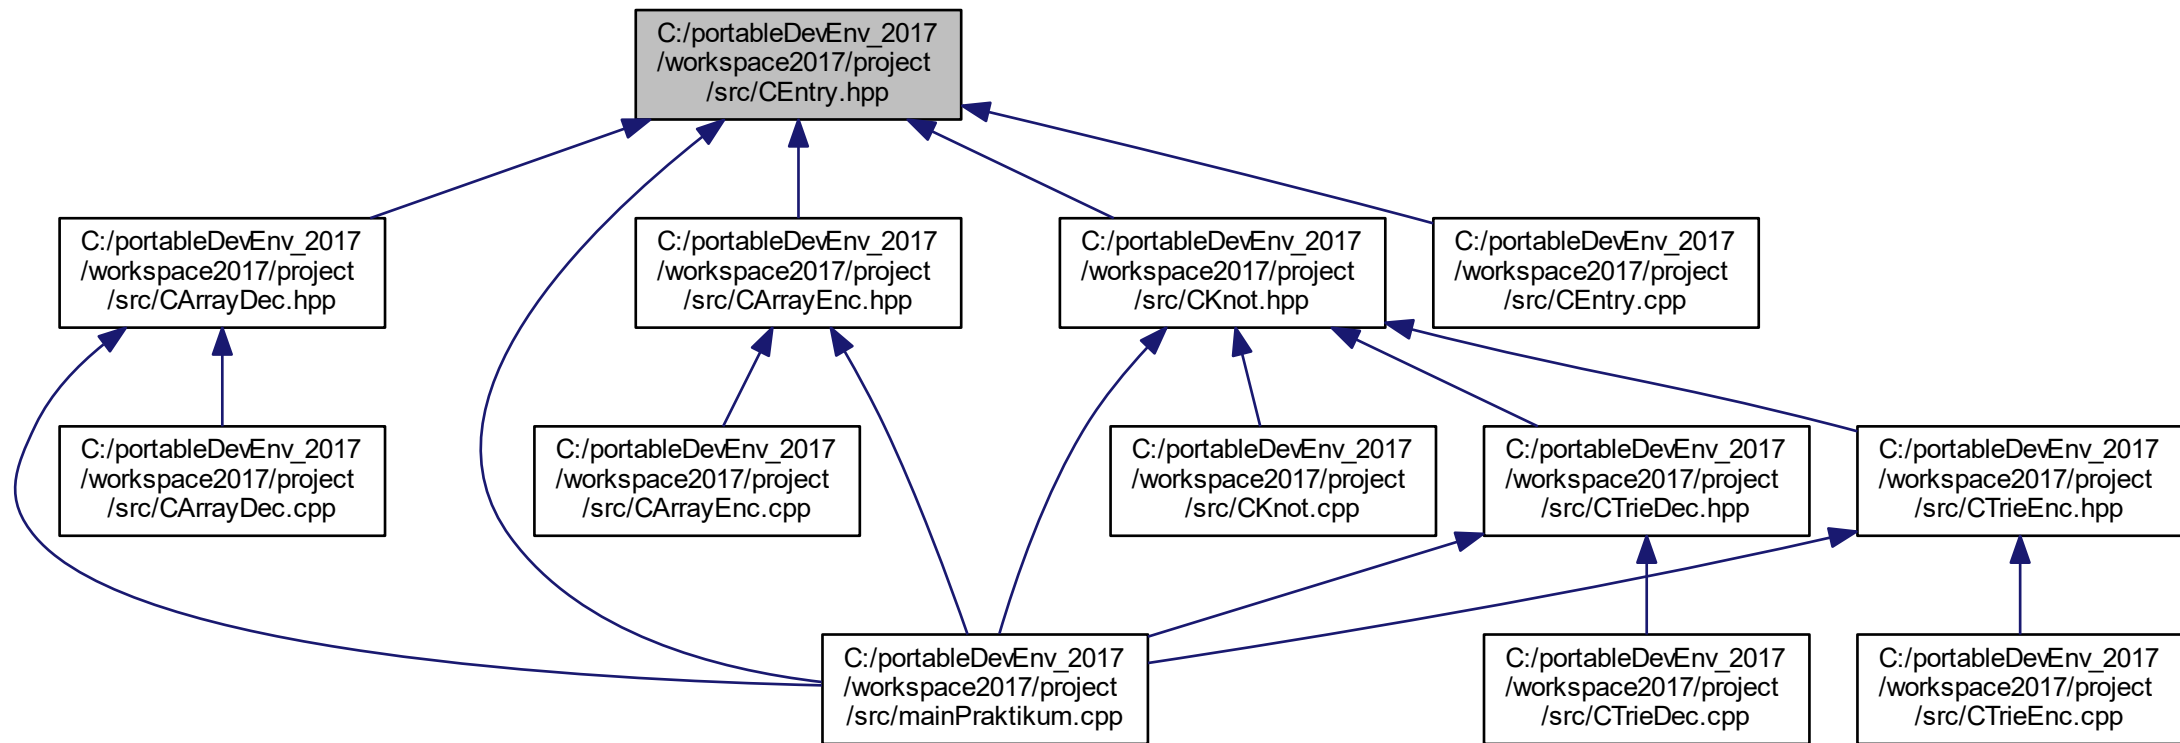 C:/portableDevEnv_2017
/workspace2017/project
/src/CEntry.hpp
C:/portableDevEnv_2017
/workspace2017/project
/src/CArrayDec.hpp
C:/portableDevEnv_2017
/workspace2017/project
/src/CArrayEnc.hpp
C:/portableDevEnv_2017
/workspace2017/project
/src/CKnot.hpp
C:/portableDevEnv_2017
/workspace2017/project
/src/CEntry.cpp
C:/portableDevEnv_2017
/workspace2017/project
/src/CArrayDec.cpp
C:/portableDevEnv_2017
/workspace2017/project
/src/CArrayEnc.cpp
C:/portableDevEnv_2017
/workspace2017/project
/src/CKnot.cpp
C:/portableDevEnv_2017
/workspace2017/project
/src/CTrieDec.hpp
C:/portableDevEnv_2017
/workspace2017/project
/src/CTrieEnc.hpp
C:/portableDevEnv_2017
/workspace2017/project
/src/mainPraktikum.cpp
C:/portableDevEnv_2017
/workspace2017/project
/src/CTrieDec.cpp
C:/portableDevEnv_2017
/workspace2017/project
/src/CTrieEnc.cpp